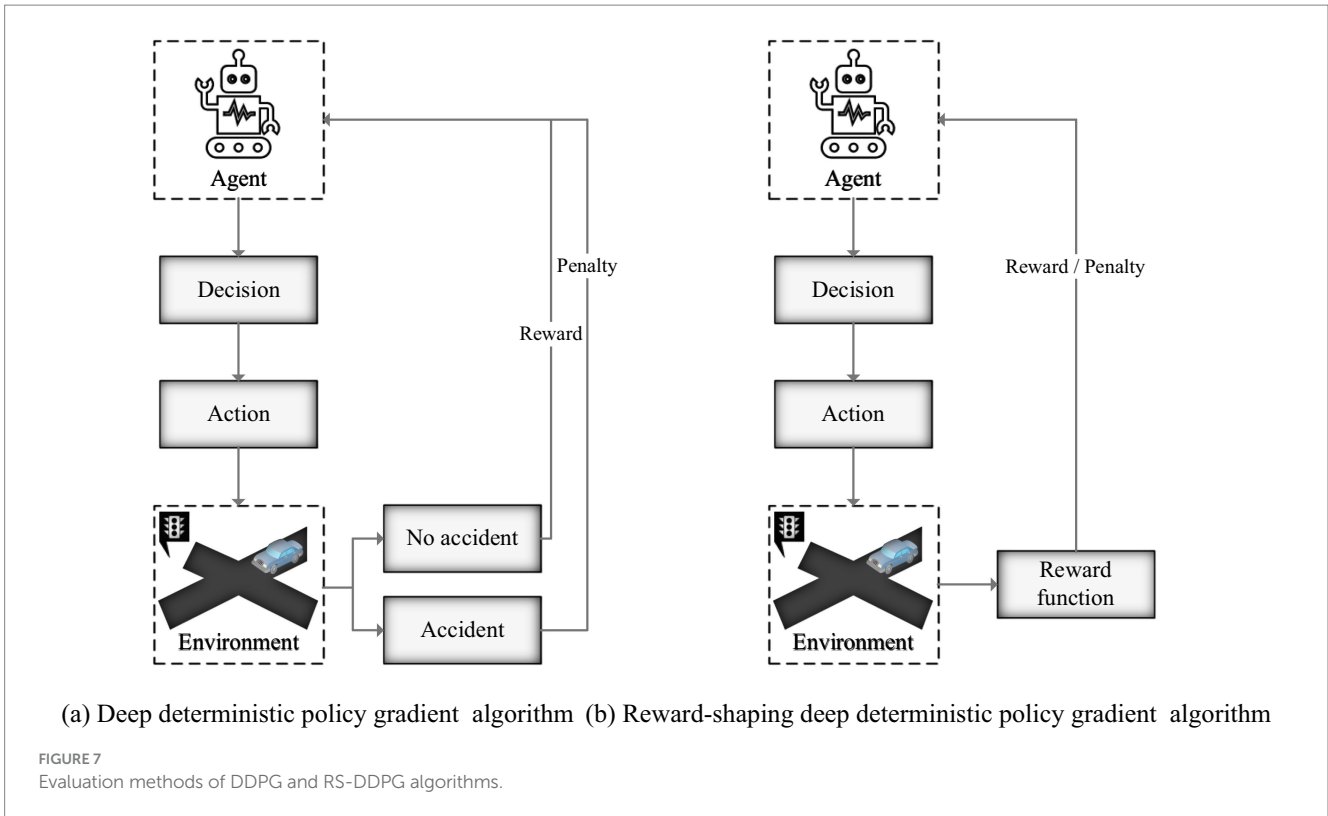 Agent
Decision
Action
Environment
No accident
Accident
Penalty
Reward
Agent
Decision
Action
Environment
Reward
function
Reward / Penalty
(a) Deep deterministic policy gradient algorithm (b) Reward-shaping deep deterministic policy gradient algorithm
FIGURE 7
Evaluation methods of DDPG and RS-DDPG algorithms.